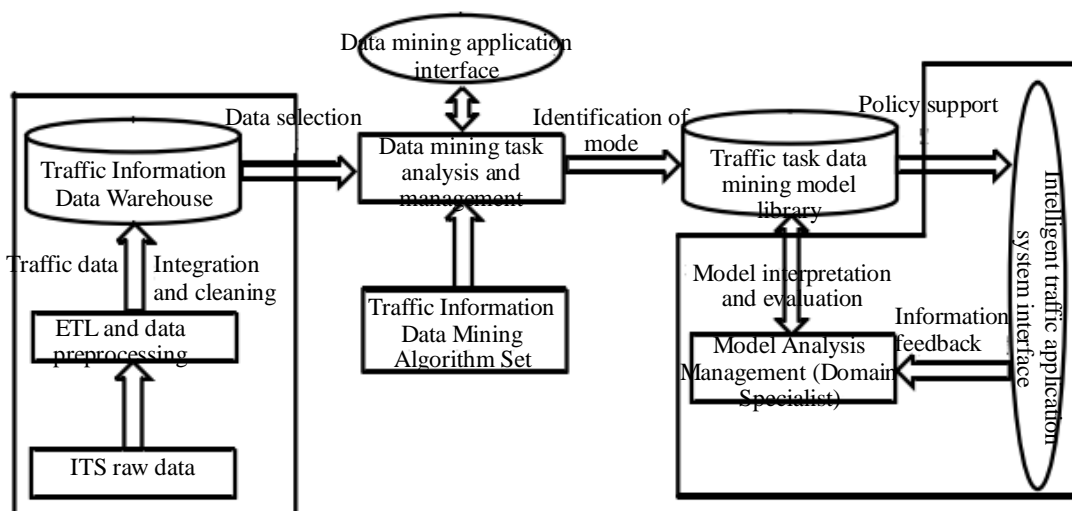 Data mining application
interface
Data selection
Identification of
mode
Policy support
Traffic Information
Data Warehouse
Data mining task
analysis and
management
Traffic task data
mining model
library
Intelligent traffic application
system interface
Traffic data
Integration
and cleaning
Model interpretation
and evaluation
ETL and data
preprocessing
Traffic Information
Data Mining
Algorithm Set
Information
feedback
Model Analysis
Management (Domain
Specialist)
ITS raw data